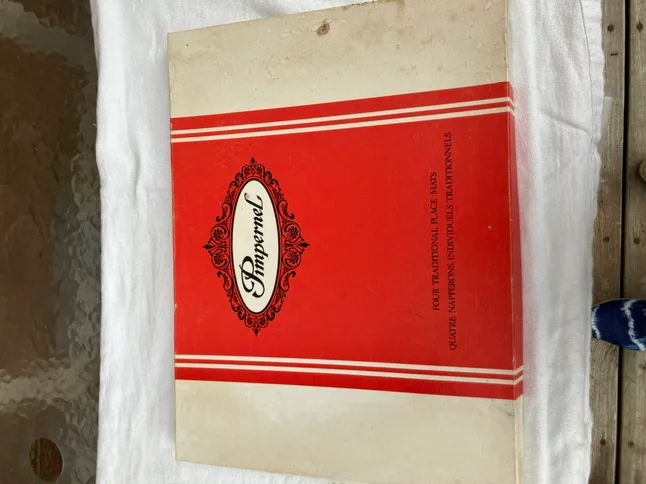 Pimpernel
FOUR TRADITIONAL PLACE MATS
QUATRE NAPPERONS INDIVIDUELS TRADITIONNELS